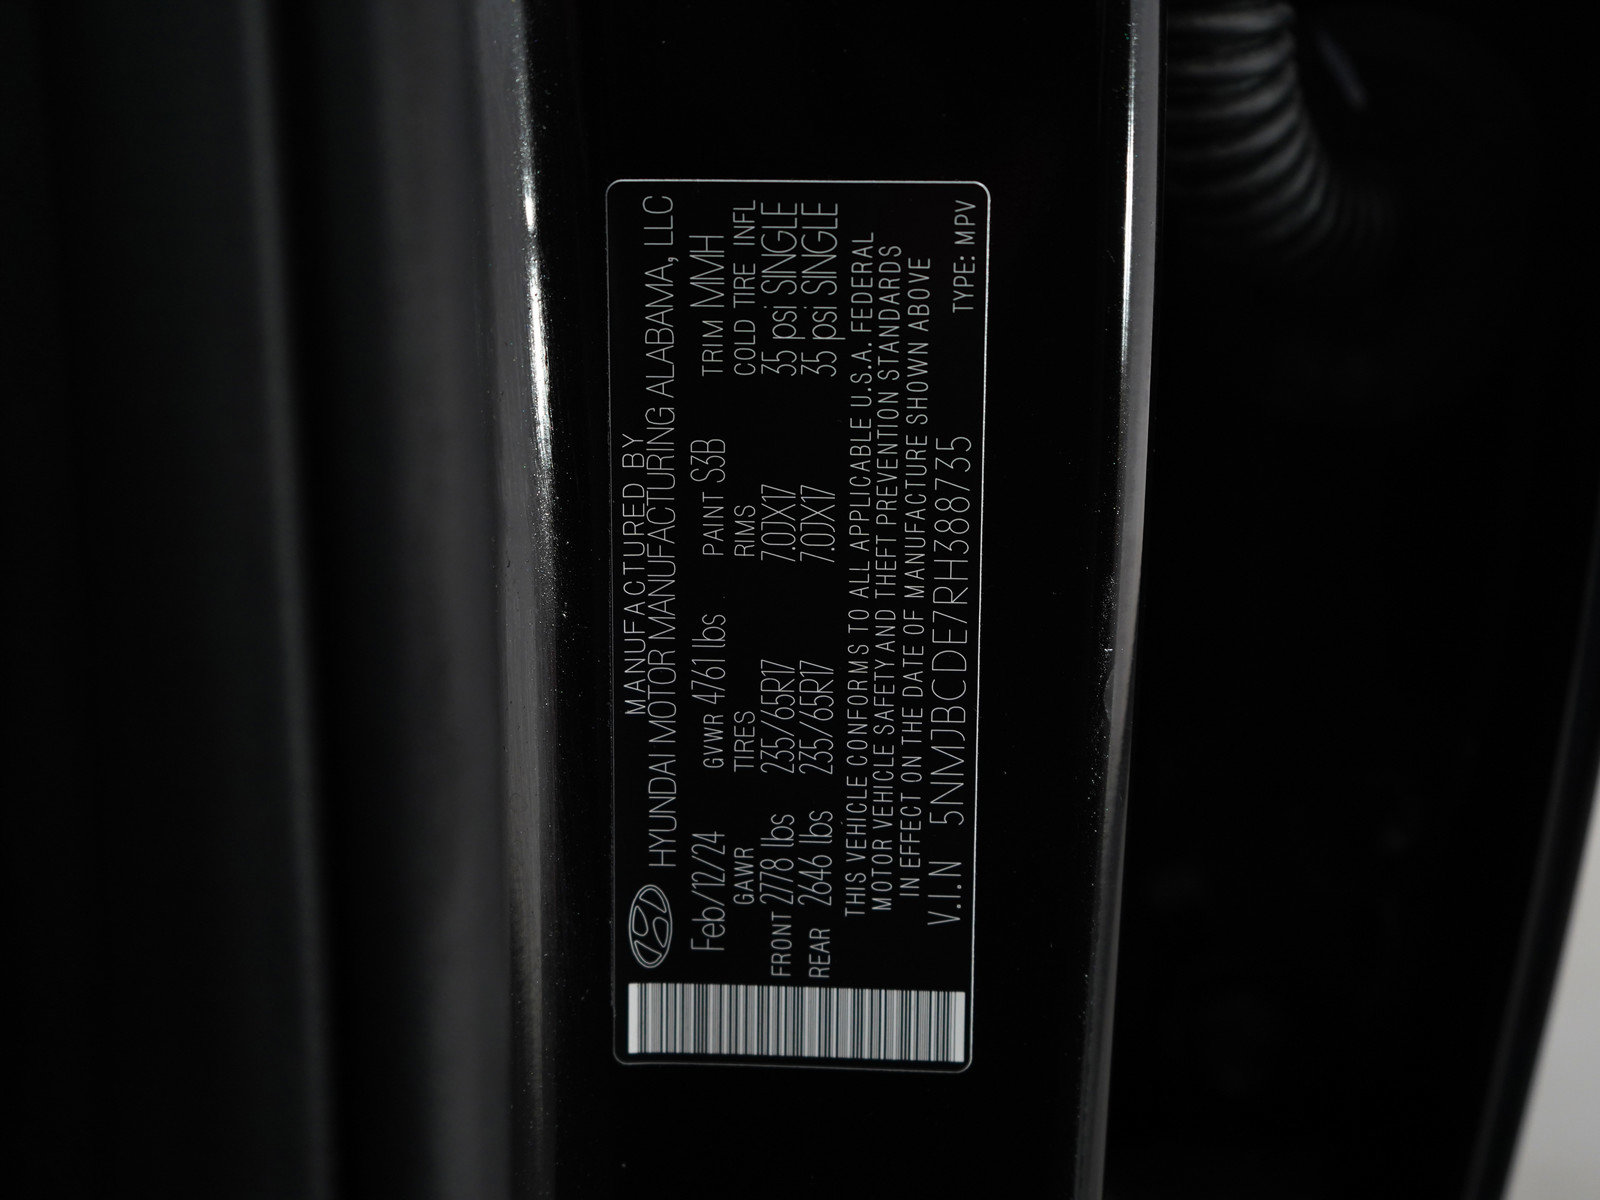 MANUFACTURED BY
HYUNDAI MOTOR MANUFACTURING ALABAMA, LLC
Feb/12/24 GVWR 4761 lbs PAINT S3B TRIM MMH
GAWR TIRES RIMS COLD TIRE INFL
FRONT 2778 lbs 235/65R17 7.0JX17 35 psi SINGLE
REAR 2646 lbs 235/65R17 7.0JX17 35 psi SINGLE
THIS VEHICLE CONFORMS TO ALL APPLICABLE U.S.A. FEDERAL
MOTOR VEHICLE SAFETY AND THEFT PREVENTION STANDARDS
IN EFFECT ON THE DATE OF MANUFACTURE SHOWN ABOVE
V.I.N 5NMJBCDE7RH388735 TYPE: MPV